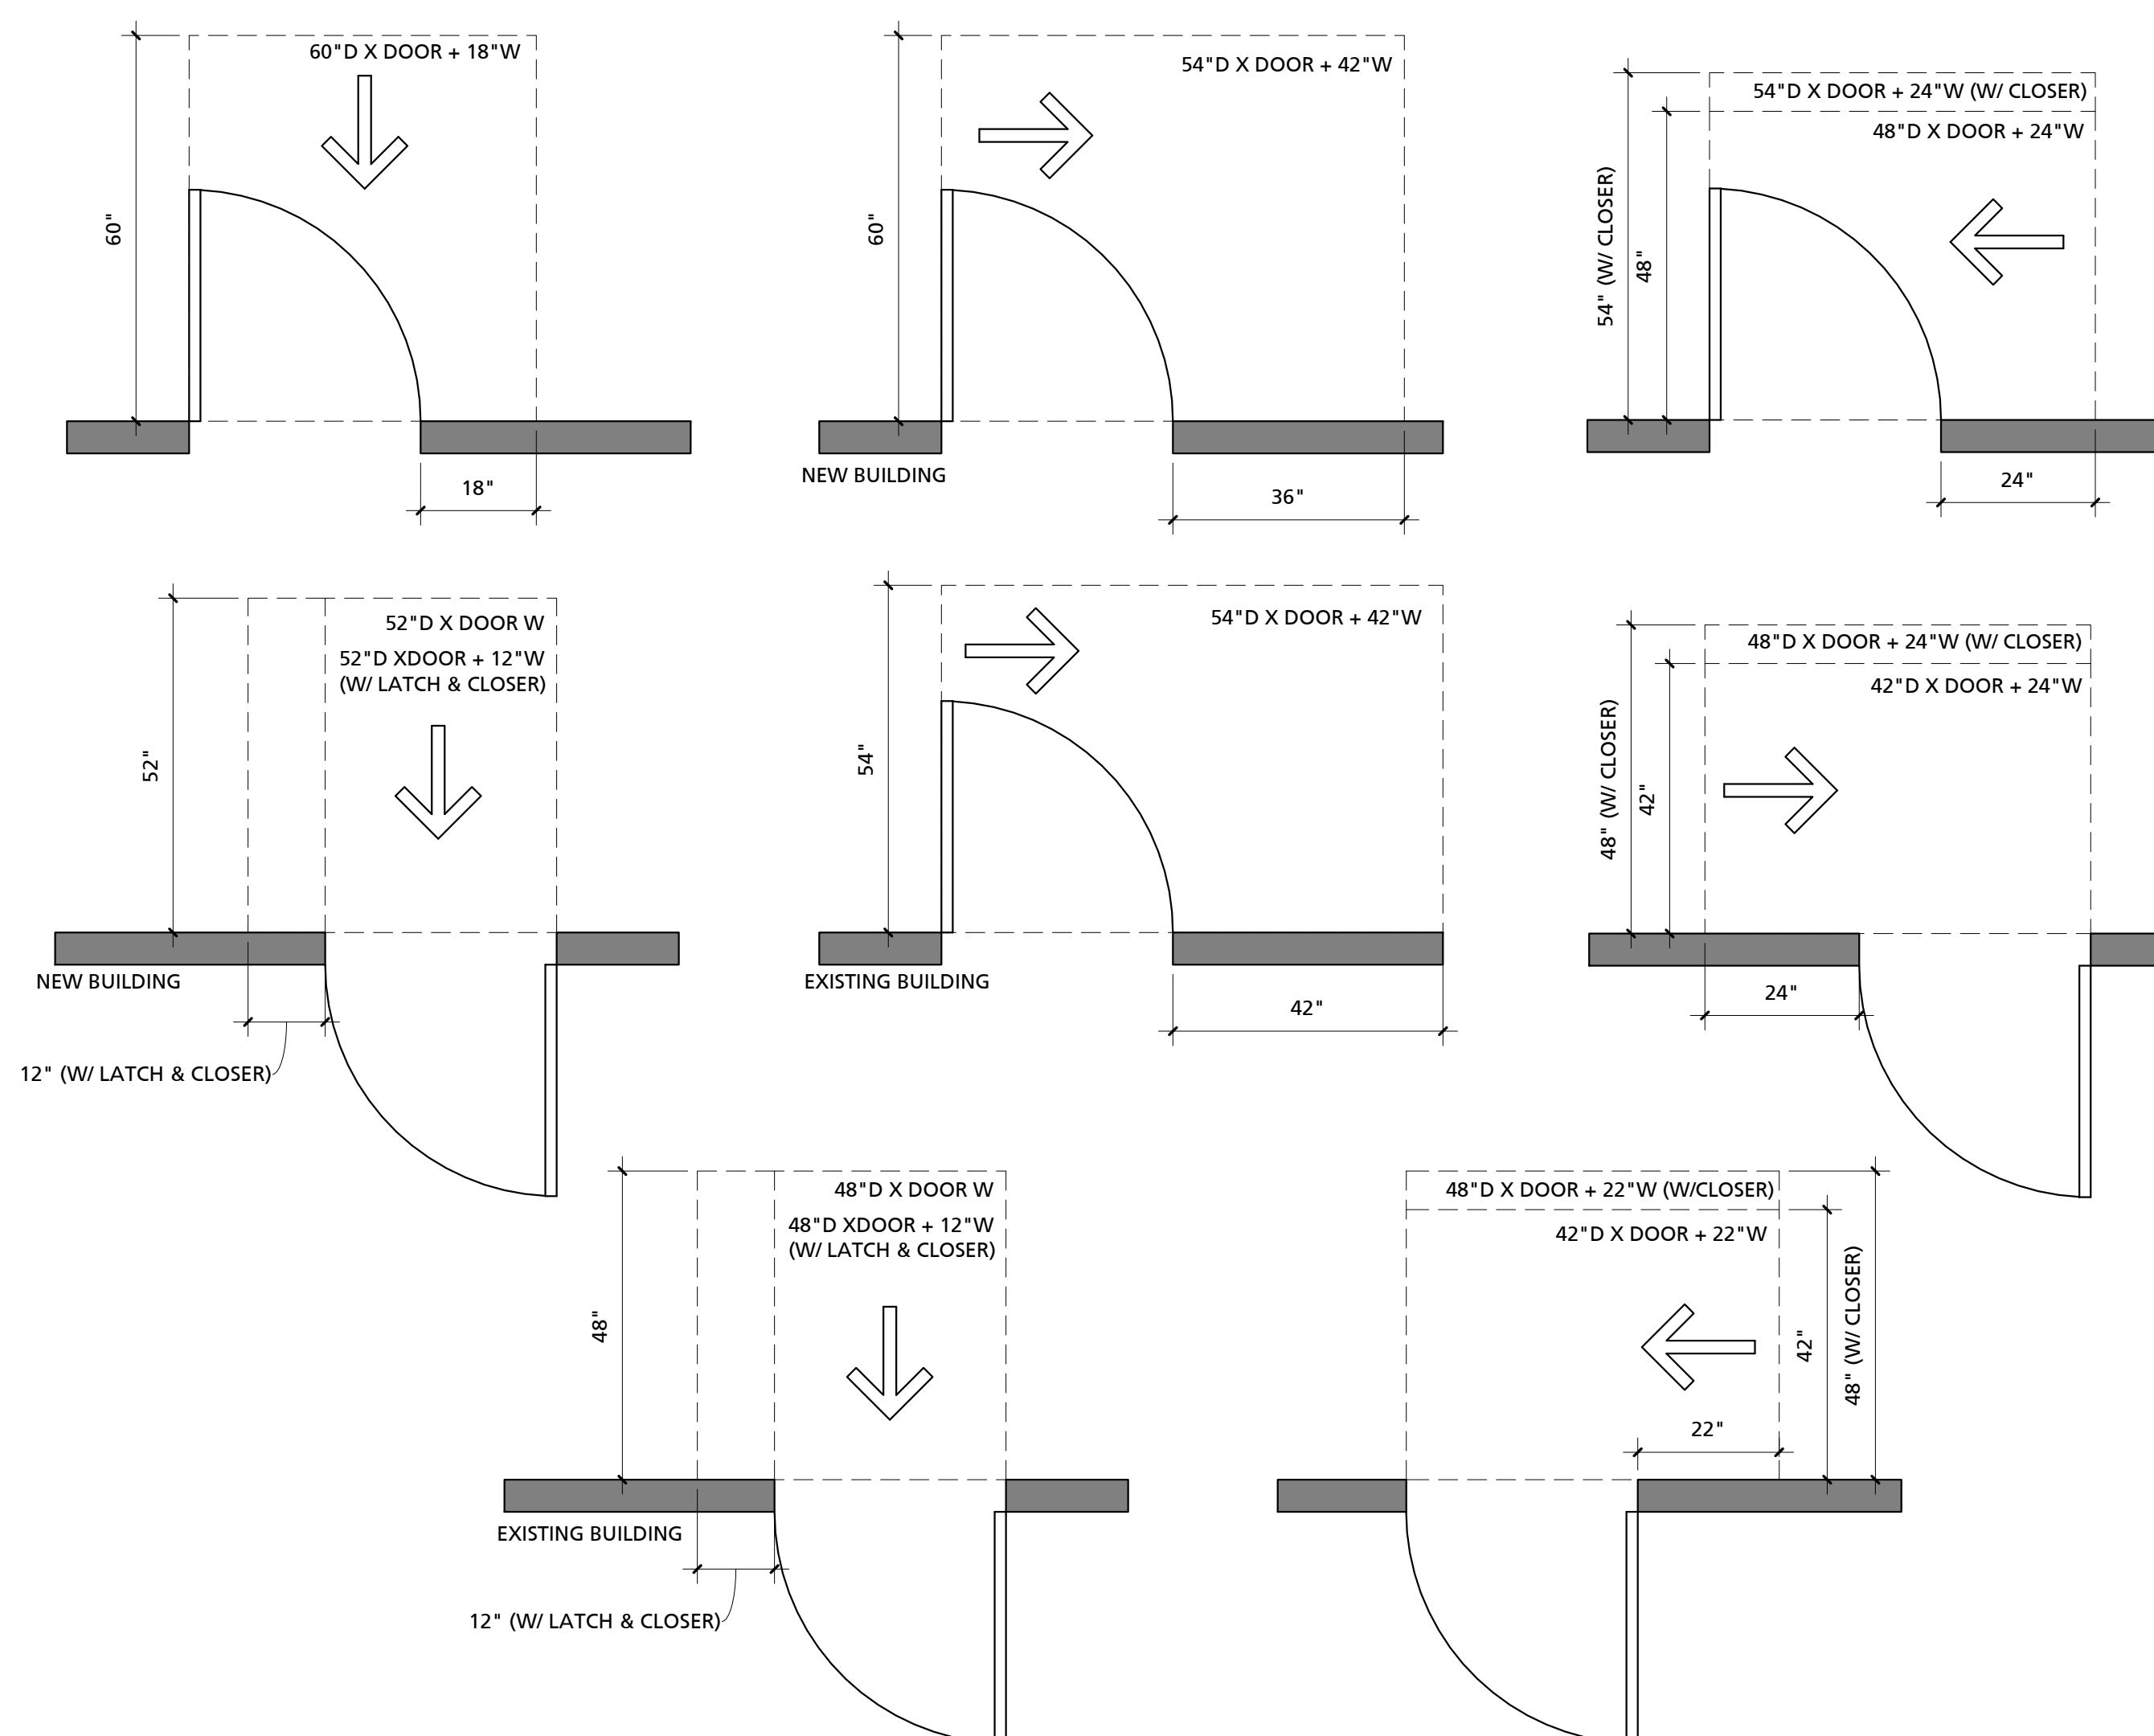 60"D X DOOR + 18"W
60"
18"
54"D X DOOR + 42"W
60"
NEW BUILDING
36"
54"D X DOOR + 24"W (W/ CLOSER)
48"D X DOOR + 24"W
54" (W/ CLOSER)
48"
24"
52"D X DOOR W
52"D XDOOR + 12"W
(W/ LATCH & CLOSER)
52"
NEW BUILDING
12" (W/ LATCH & CLOSER)
54"D X DOOR + 42"W
54"
EXISTING BUILDING
42"
48"D X DOOR + 24"W (W/ CLOSER)
42"D X DOOR + 24"W
48" (W/ CLOSER)
42"
24"
48"D X DOOR W
48"D XDOOR + 12"W
(W/ LATCH & CLOSER)
48"
EXISTING BUILDING
12" (W/ LATCH & CLOSER)
48"D X DOOR + 22"W (W/CLOSER)
42"D X DOOR + 22"W
42"
48" (W/ CLOSER)
22"